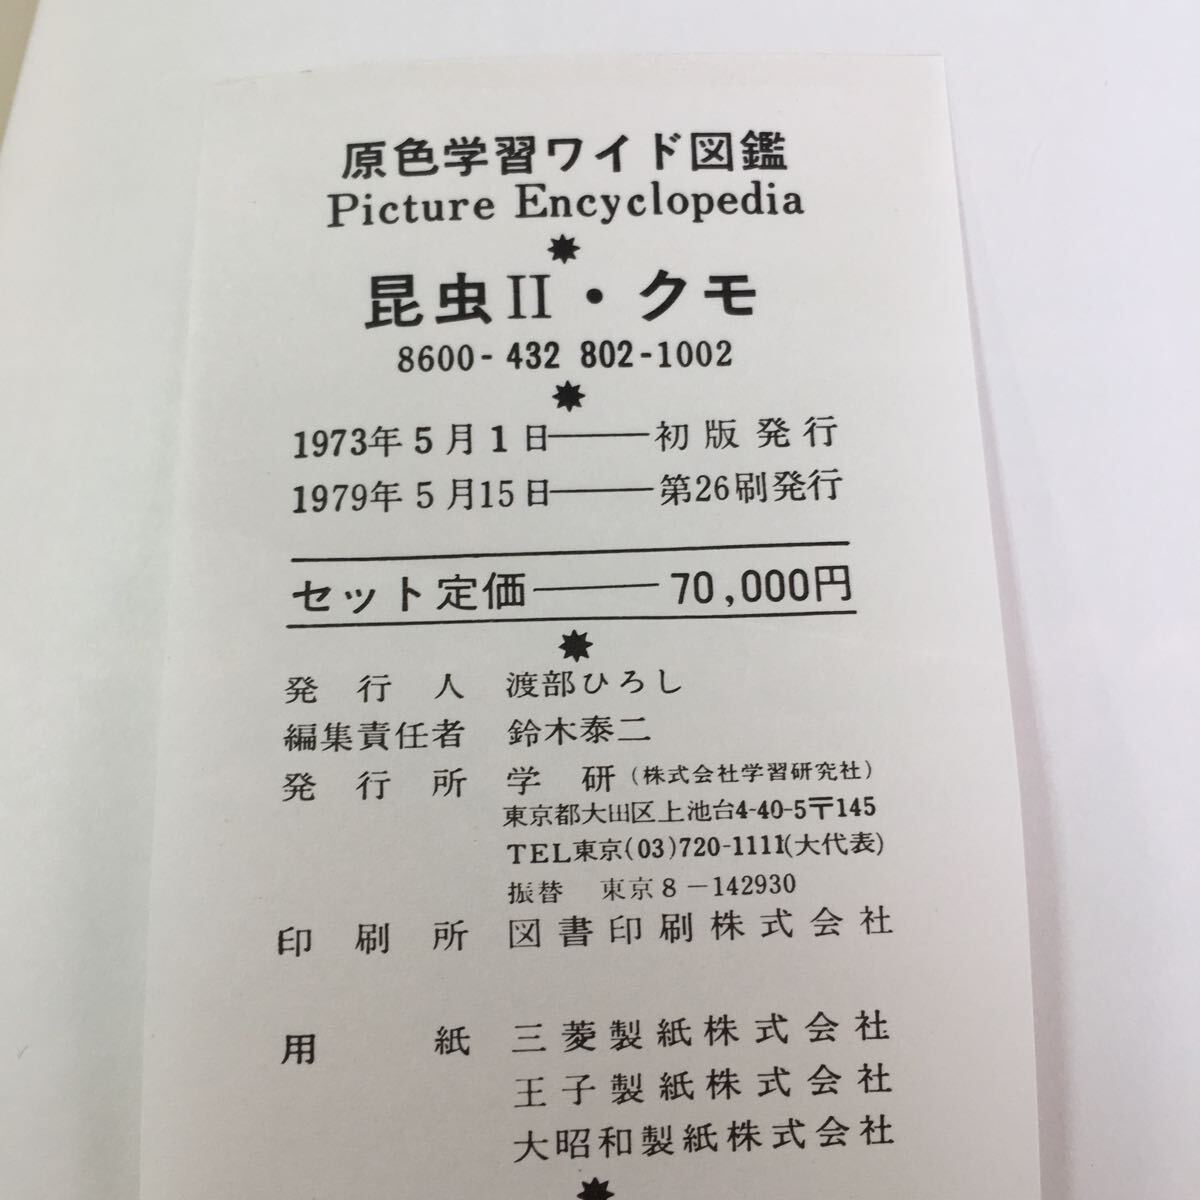 原色学習ワイド図鑑
Picture Encyclopedia
昆虫II・クモ
8600-432 802-1002
1973年5月1日――初版発行
1979年5月15日――第26刷発行
セット定価――70,000円
発行人 渡部ひろし
編集責任者 鈴木泰二
発行所 学研(株式会社学習研究社)
東京都大田区上池台4-40-5〒145
TEL東京(03)720-1111(大代表)
振替 東京8-142930
印刷所 図書印刷株式会社
用紙 三菱製紙株式会社
王子製紙株式会社
大昭和製紙株式会社